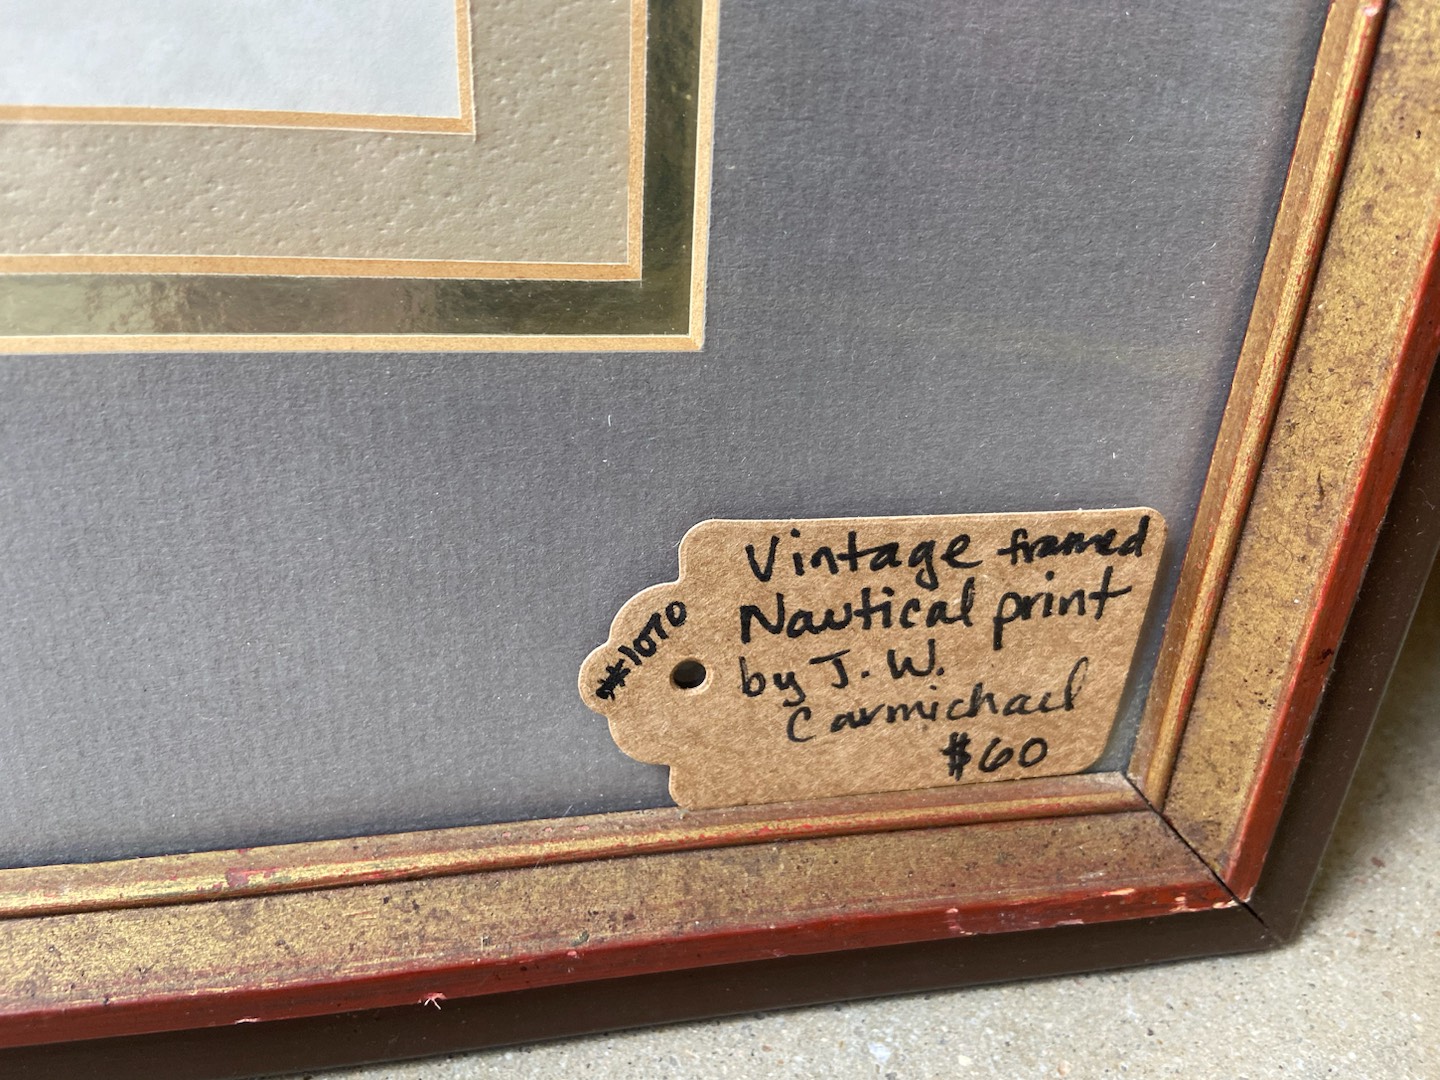 **1070
Vintage framed
Nautical print
by J. W.
Carmichael
$60